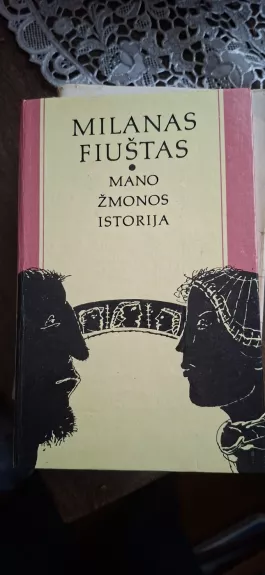 MILANAS
FIUŠTAS
•
MANO
ŽMONOS
ISTORIJA